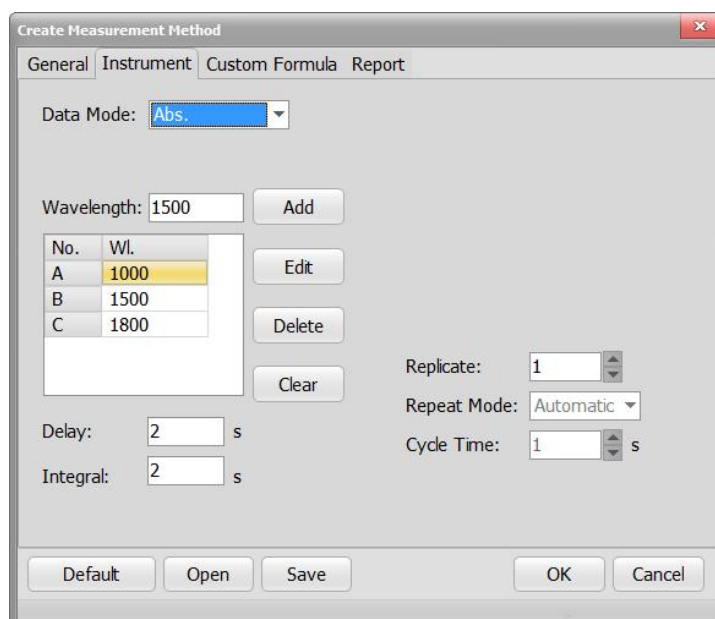 Create Measurement Method
General Instrument Custom Formula Report
Data Mode: Abs.
Wavelength: 1500 Add
No. Wl.
A 1000
B 1500
C 1800
Edit
Delete
Clear
Delay: 2 s
Integral: 2 s
Replicate: 1
Repeat Mode: Automatic
Cycle Time: 1 s
Default Open Save OK Cancel